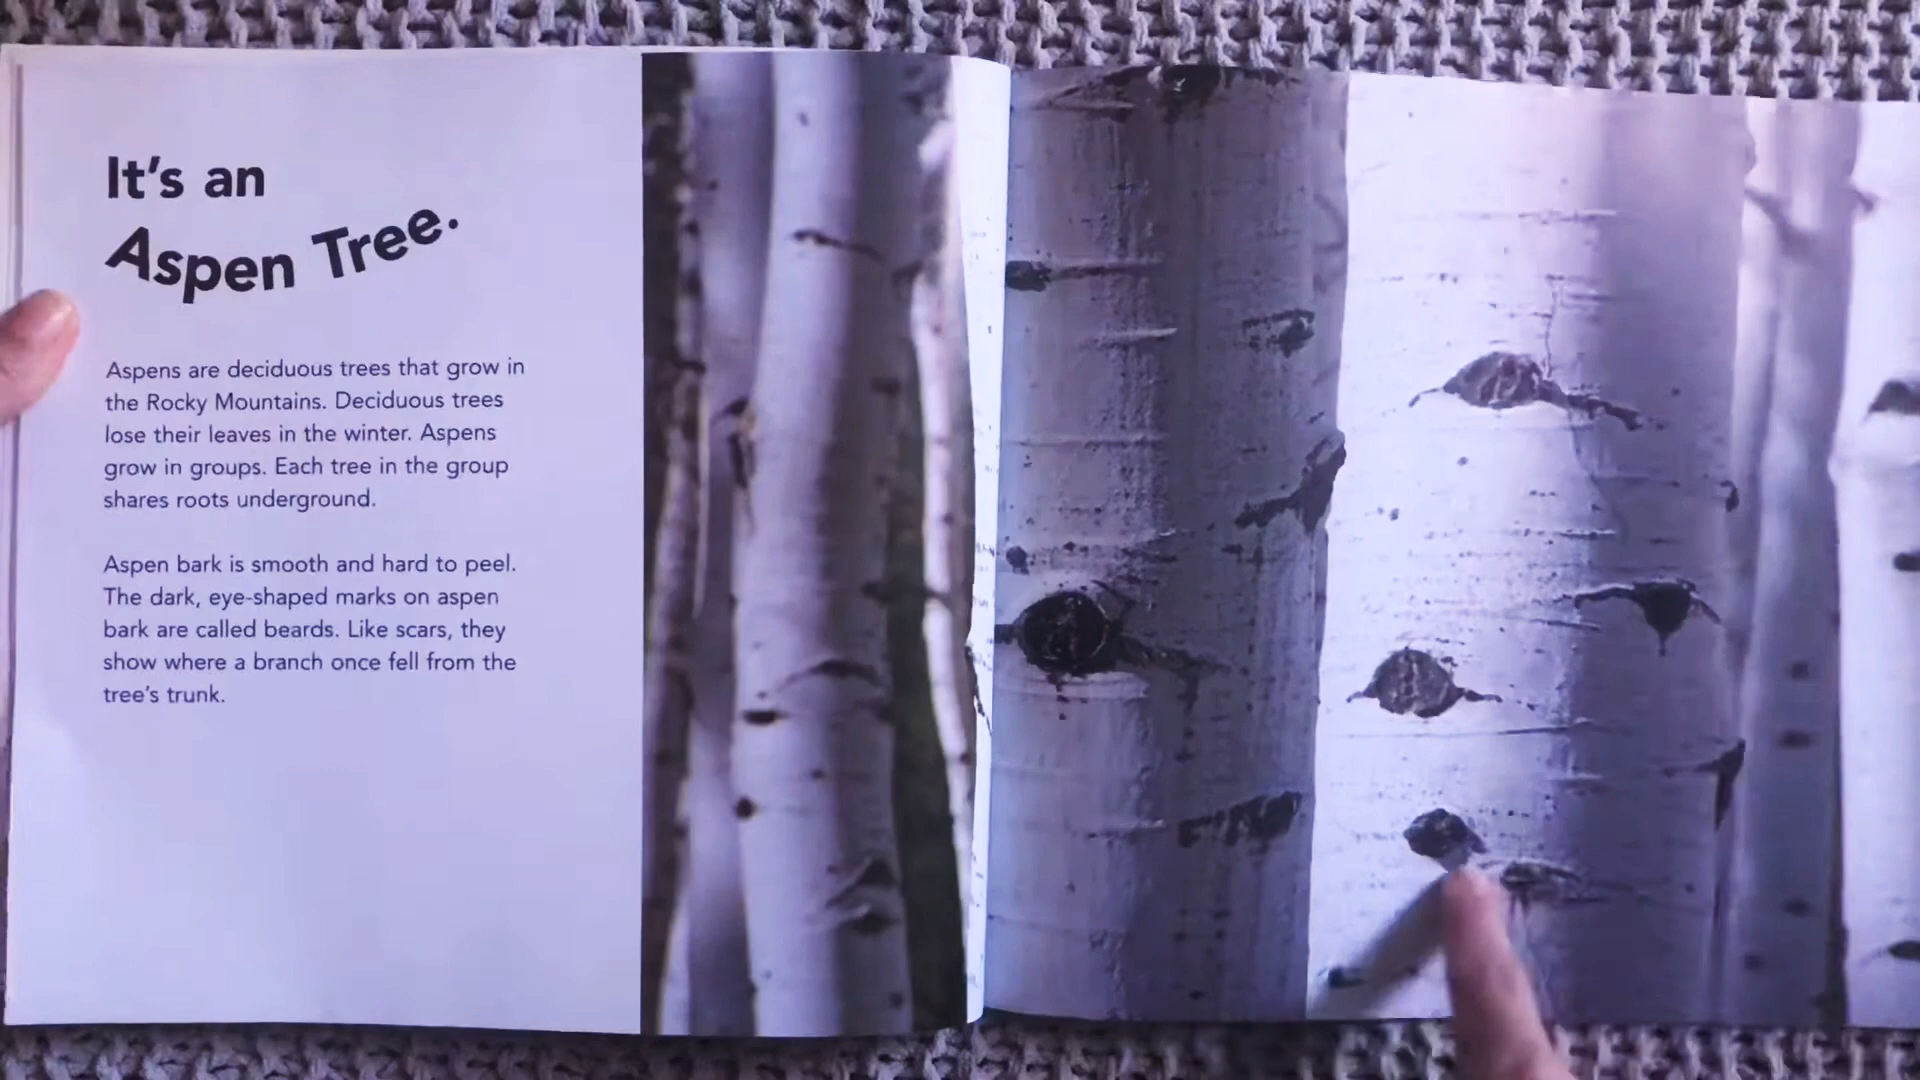 It's an
Aspen Tree.
Aspens are deciduous trees that grow in
the Rocky Mountains. Deciduous trees
lose their leaves in the winter. Aspens
grow in groups. Each tree in the group
shares roots underground.
Aspen bark is smooth and hard to peel.
The dark, eye-shaped marks on aspen
bark are called beards. Like scars, they
show where a branch once fell from the
tree's trunk.